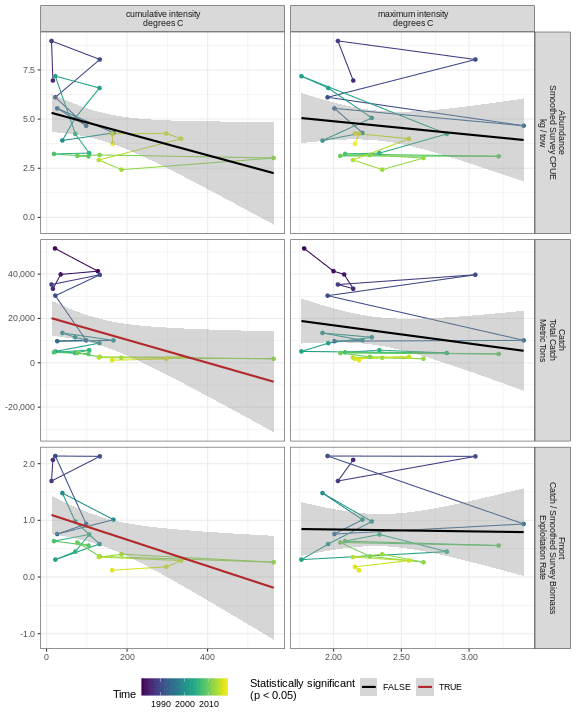 cumulative intensity
degrees C
maximum intensity
degrees C
7.5
5.0
2.5
0.0
Abundance
Smoothed Survey CPUE
kg / tow
40,000
20,000
0
-20,000
Catch
Total Catch
Metric Tons
2.0
1.0
0.0
-1.0
Fmort
Catch / Smoothed Survey Biomass
Exploitation Rate
0
200
400
2.00
2.50
3.00
Time
1990 2000 2010
Statistically significant
(p < 0.05)
FALSE
TRUE